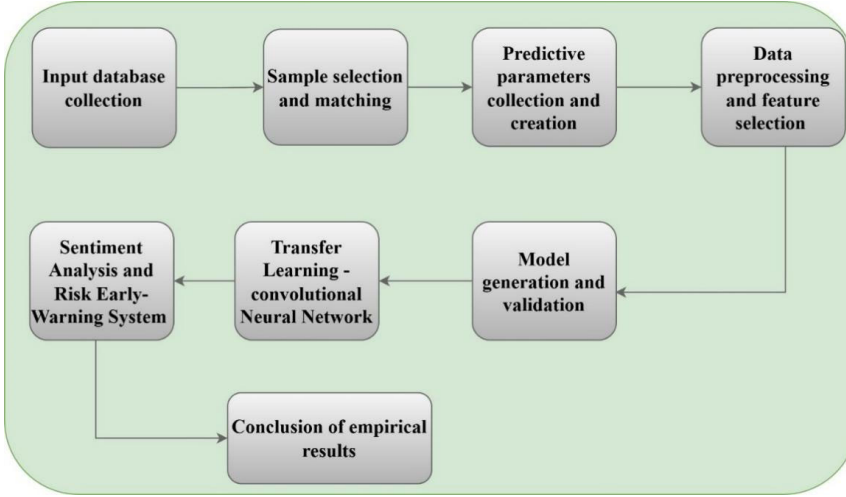 Input database
collection
Sample selection
and matching
Predictive
parameters
collection and
creation
Data
preprocessing
and feature
selection
Model
generation and
validation
Transfer
Learning -
convolutional
Neural Network
Sentiment
Analysis and
Risk Early-
Warning System
Conclusion of empirical
results